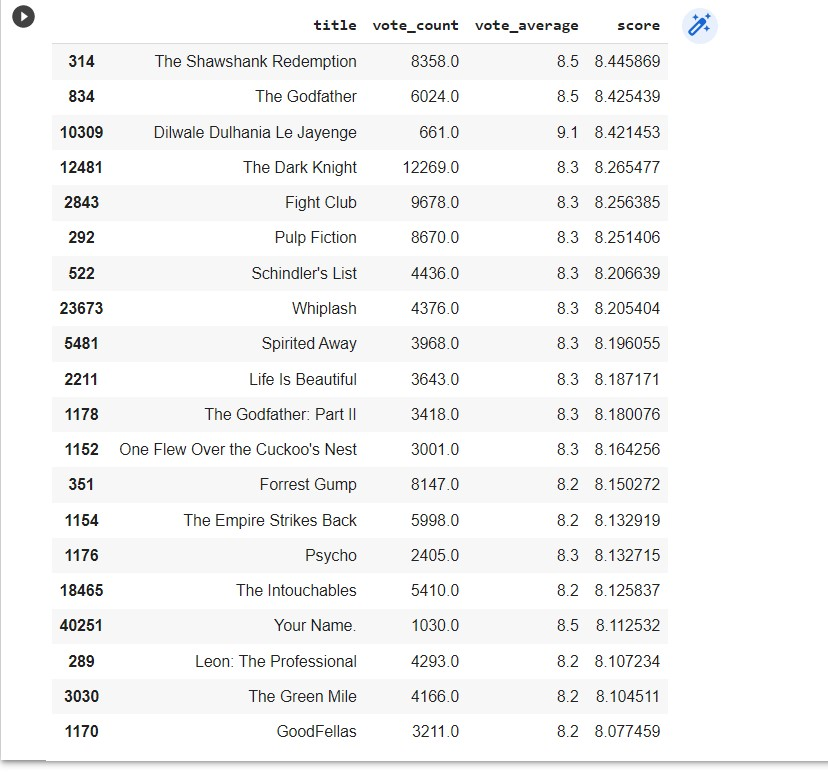 title vote_count vote_average score
314 The Shawshank Redemption 8358.0 8.5 8.445869
834 The Godfather 6024.0 8.5 8.425439
10309 Dilwale Dulhania Le Jayenge 661.0 9.1 8.421453
12481 The Dark Knight 12269.0 8.3 8.265477
2843 Fight Club 9678.0 8.3 8.256385
292 Pulp Fiction 8670.0 8.3 8.251406
522 Schindler's List 4436.0 8.3 8.206639
23673 Whiplash 4376.0 8.3 8.205404
5481 Spirited Away 3968.0 8.3 8.196055
2211 Life Is Beautiful 3643.0 8.3 8.187171
1178 The Godfather: Part II 3418.0 8.3 8.180076
1152 One Flew Over the Cuckoo's Nest 3001.0 8.3 8.164256
351 Forrest Gump 8147.0 8.2 8.150272
1154 The Empire Strikes Back 5998.0 8.2 8.132919
1176 Psycho 2405.0 8.3 8.132715
18465 The Intouchables 5410.0 8.2 8.125837
40251 Your Name. 1030.0 8.5 8.112532
289 Leon: The Professional 4293.0 8.2 8.107234
3030 The Green Mile 4166.0 8.2 8.104511
1170 GoodFellas 3211.0 8.2 8.077459